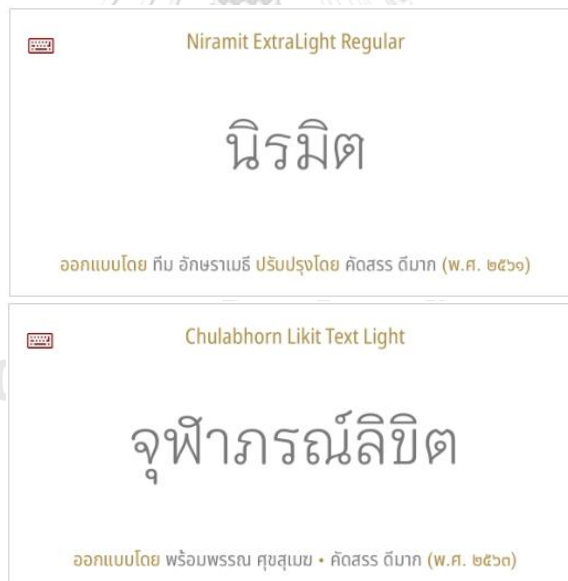 Niramit ExtraLight Regular
นิรมิต
ออกแบบโดย ทีม อักษราเมธี ปรับปรุงโดย คัดสรร ดีมาก (พ.ศ. ๒๕๖๑)
Chulabhorn Likit Text Light
จุฬาภรณ์ลิขิต
ออกแบบโดย พร้อมพรรณ ศุขสุเมฆ • คัดสรร ดีมาก (พ.ศ. ๒๕๖๓)